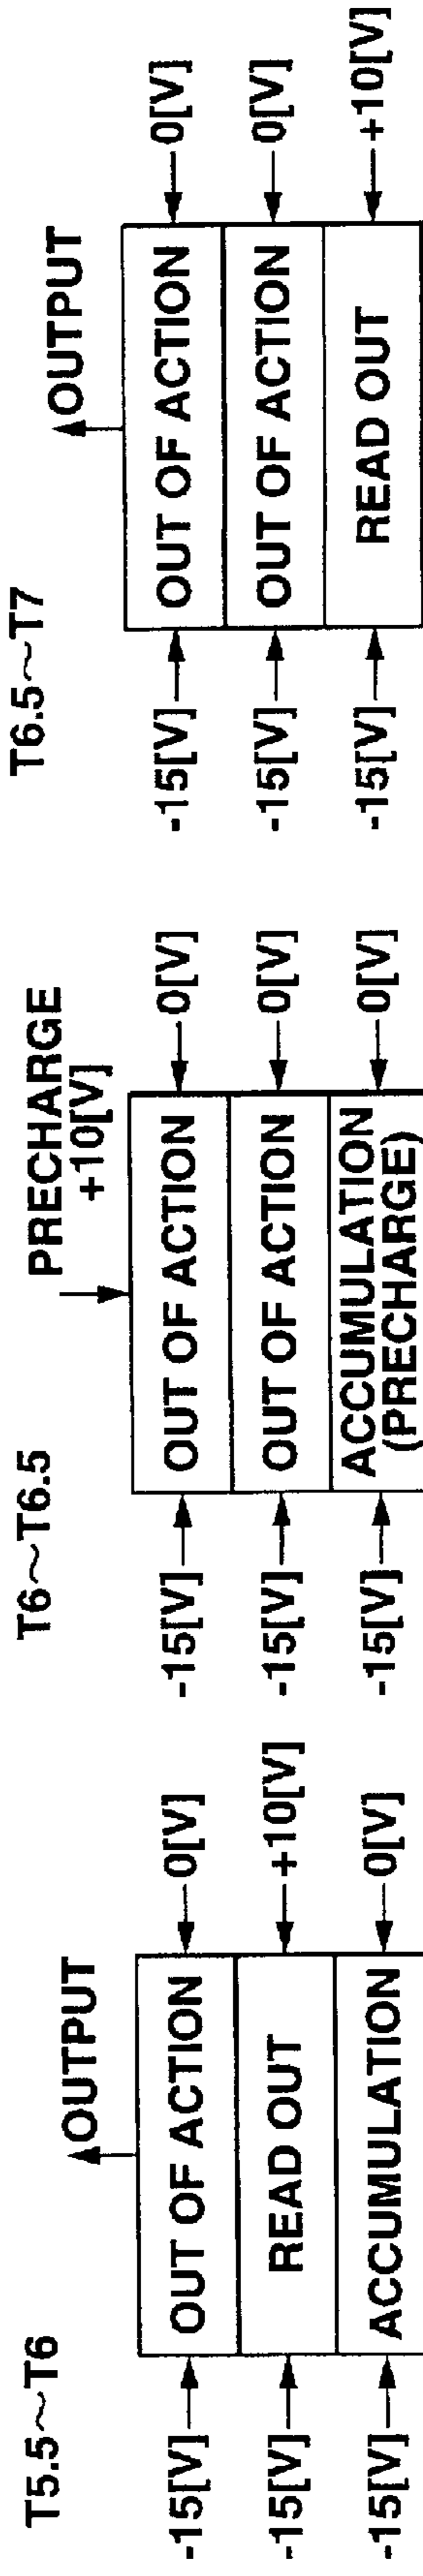 T5.5~T6
OUTPUT
-15[V] OUT OF ACTION 0[V]
-15[V] READ OUT +10[V]
-15[V] ACCUMULATION 0[V]
T6~T6.5
PRECHARGE
+10[V]
-15[V] OUT OF ACTION 0[V]
-15[V] OUT OF ACTION 0[V]
-15[V] ACCUMULATION 0[V]
(PRECHARGE)
T6.5~T7
OUTPUT
-15[V] OUT OF ACTION 0[V]
-15[V] OUT OF ACTION 0[V]
-15[V] READ OUT +10[V]